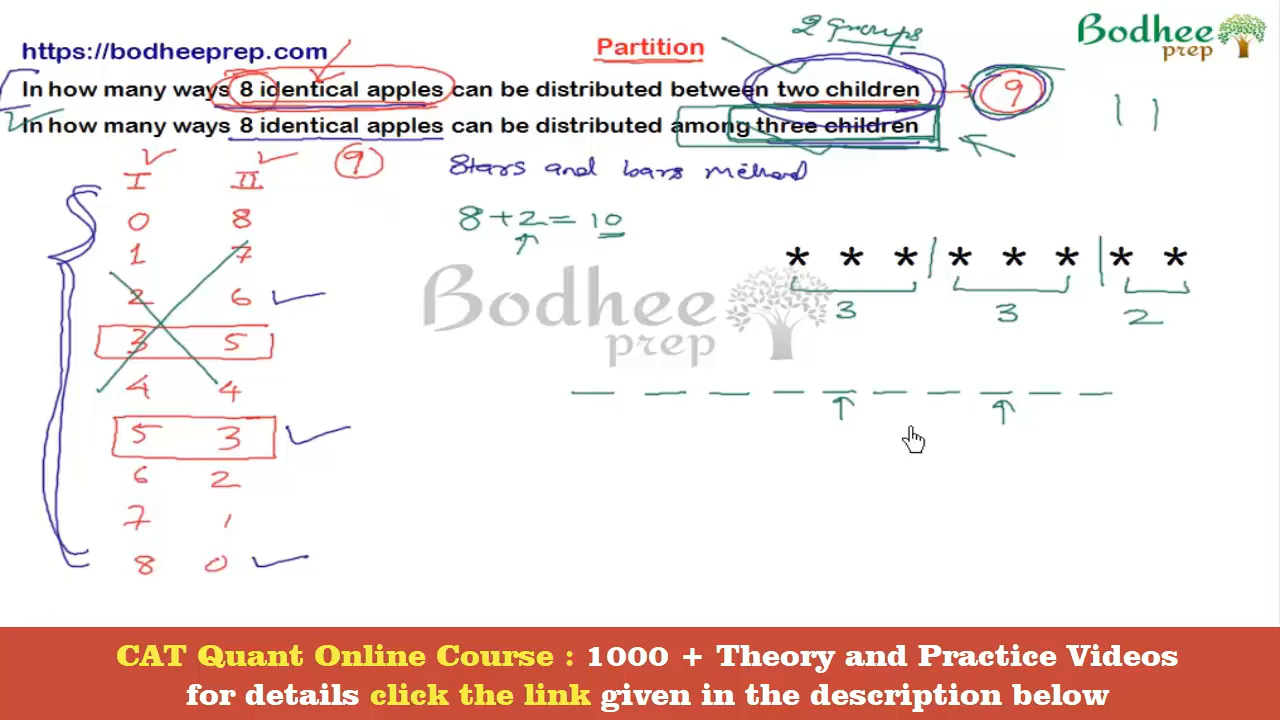 2 groups
Bodhee
prep
https://bodheeprep.com
Partition
In how many ways 8 identical apples can be distributed between two children
9
In how many ways 8 identical apples can be distributed among three children
9
Stars and bars method
I II
0 8
1 7
2 6
3 5
4 4
5 3
6 2
7 1
8 0
8 + 2 = 10
* * * | * * * | * *
3 3 2
Bodhee
prep
CAT Quant Online Course : 1000 + Theory and Practice Videos
for details click the link given in the description below